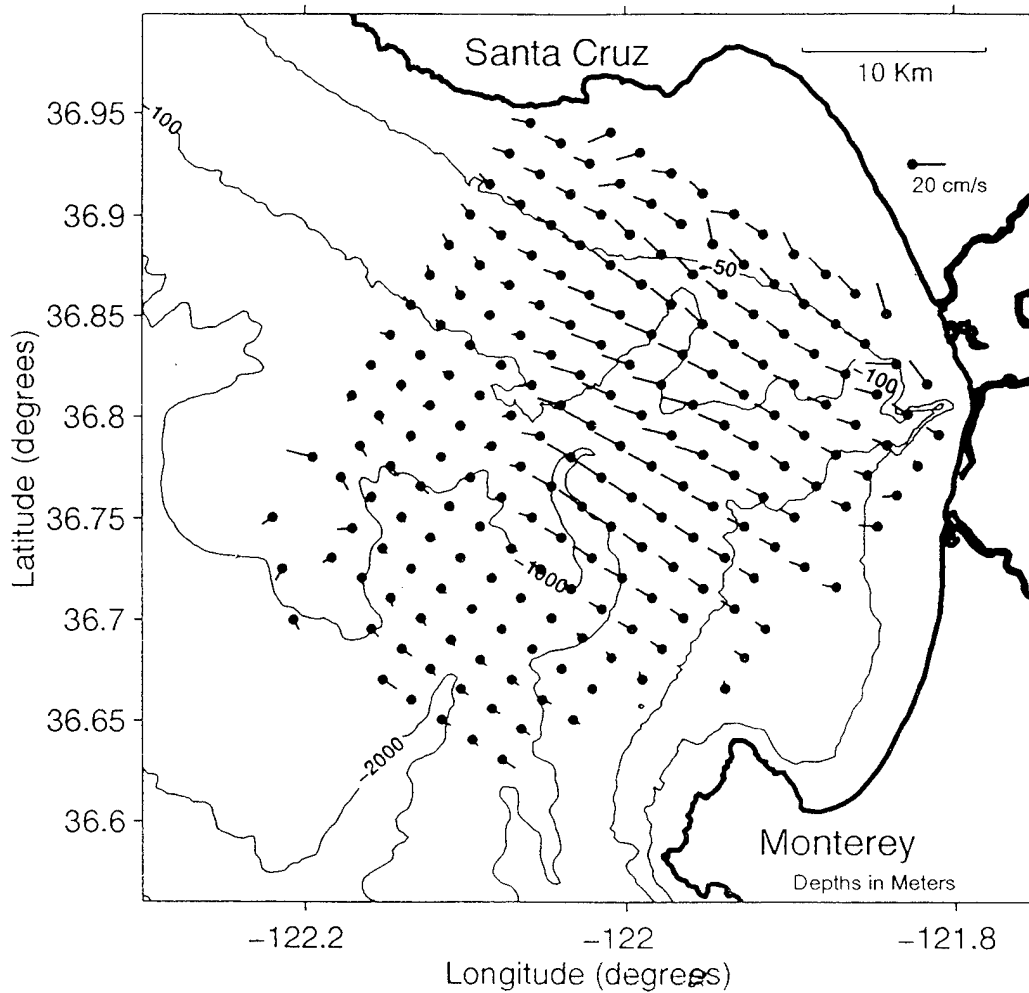 Santa Cruz
10 Km
20 cm/s
-100
-50
-100
-1000
-2000
Monterey
Depths in Meters
36.95
36.9
36.85
36.8
36.75
36.7
36.65
36.6
Latitude (degrees)
-122.2
-122
-121.8
Longitude (degrees)